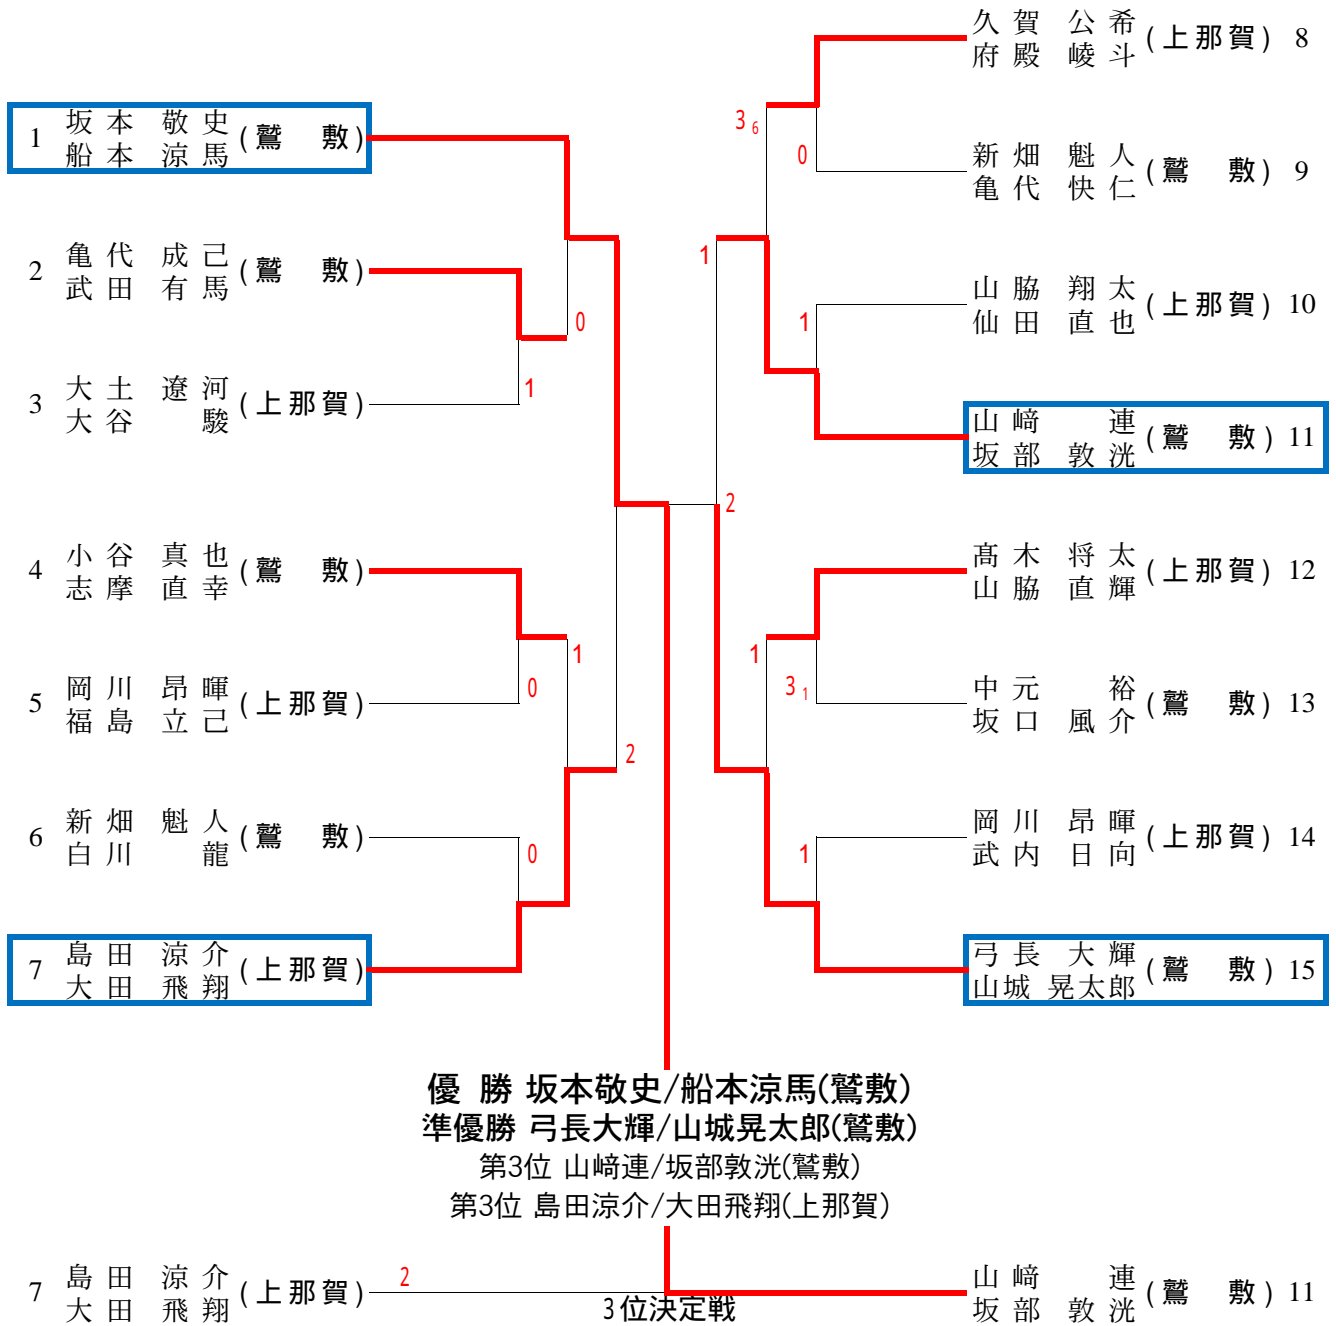 1 坂本 敬史 (鷲 敷)
船本 涼馬
2 亀代 成己 (鷲 敷)
武田 有馬
3 大土 遼河 (上那賀)
大谷 駿
4 小谷 真也 (鷲 敷)
志摩 直幸
5 岡川 昂暉 (上那賀)
福島 立己
6 新畑 魁人 (鷲 敷)
白川 龍
7 島田 涼介 (上那賀)
大田 飛翔
0
1
1
0
2
0
久賀 公希 (上那賀) 8
府殿 崚斗
新畑 魁人 (鷲 敷) 9
亀代 快仁
山脇 翔太 (上那賀) 10
仙田 直也
山﨑 連 (鷲 敷) 11
坂部 敦洸
髙木 将太 (上那賀) 12
山脇 直輝
中元 裕 (鷲 敷) 13
坂口 風介
岡川 昂暉 (上那賀) 14
武内 日向
弓長 大輝 (鷲 敷) 15
山城 晃太郎
3 6
0
1
1
2
1
3 1
1
優 勝 坂本敬史/船本涼馬(鷲敷)
準優勝 弓長大輝/山城晃太郎(鷲敷)
第3位 山﨑連/坂部敦洸(鷲敷)
第3位 島田涼介/大田飛翔(上那賀)
7 島田 涼介 (上那賀) 2
大田 飛翔
3位決定戦
山﨑 連 (鷲 敷) 11
坂部 敦洸